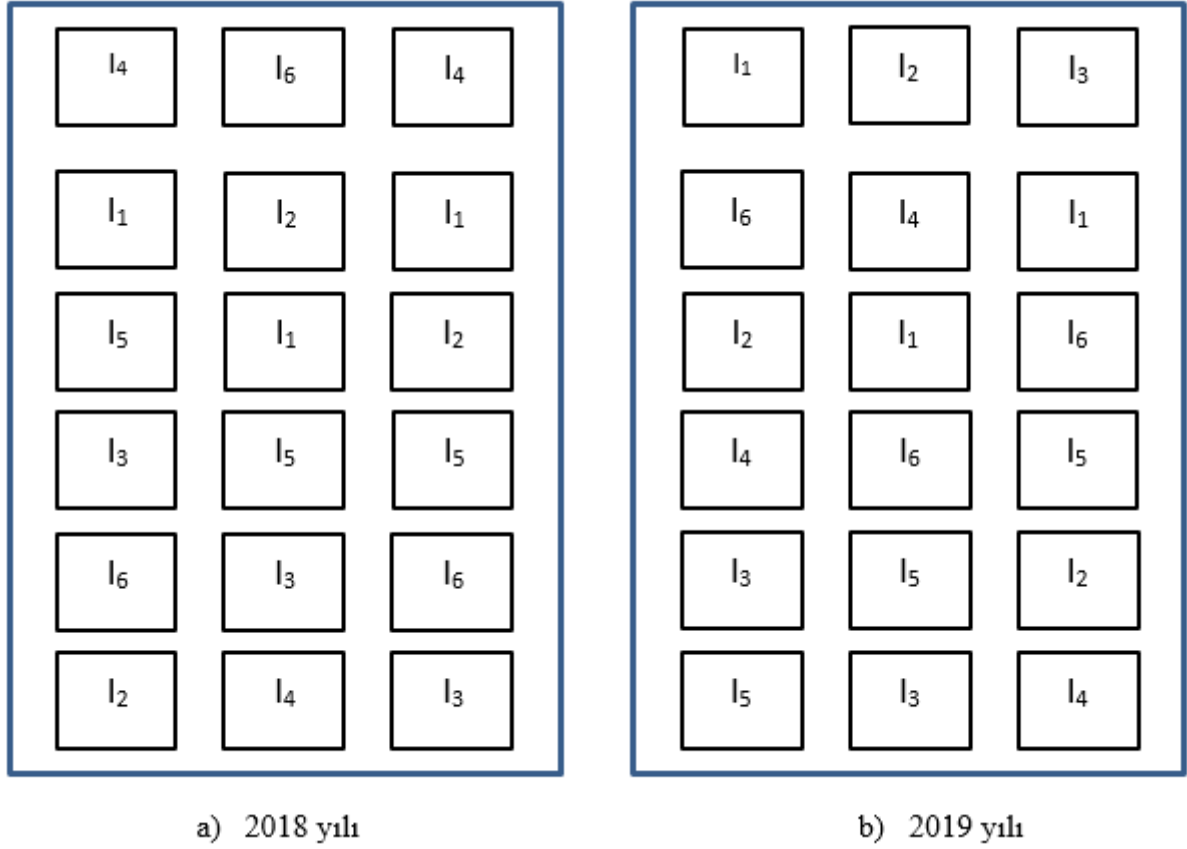 I₄ I₆ I₄ I₁ I₂ I₃
I₁ I₂ I₁ I₆ I₄ I₁
I₅ I₁ I₂ I₂ I₁ I₆
I₃ I₅ I₅ I₄ I₆ I₅
I₆ I₃ I₆ I₃ I₅ I₂
I₂ I₄ I₃ I₅ I₃ I₄
a) 2018 yılı b) 2019 yılı